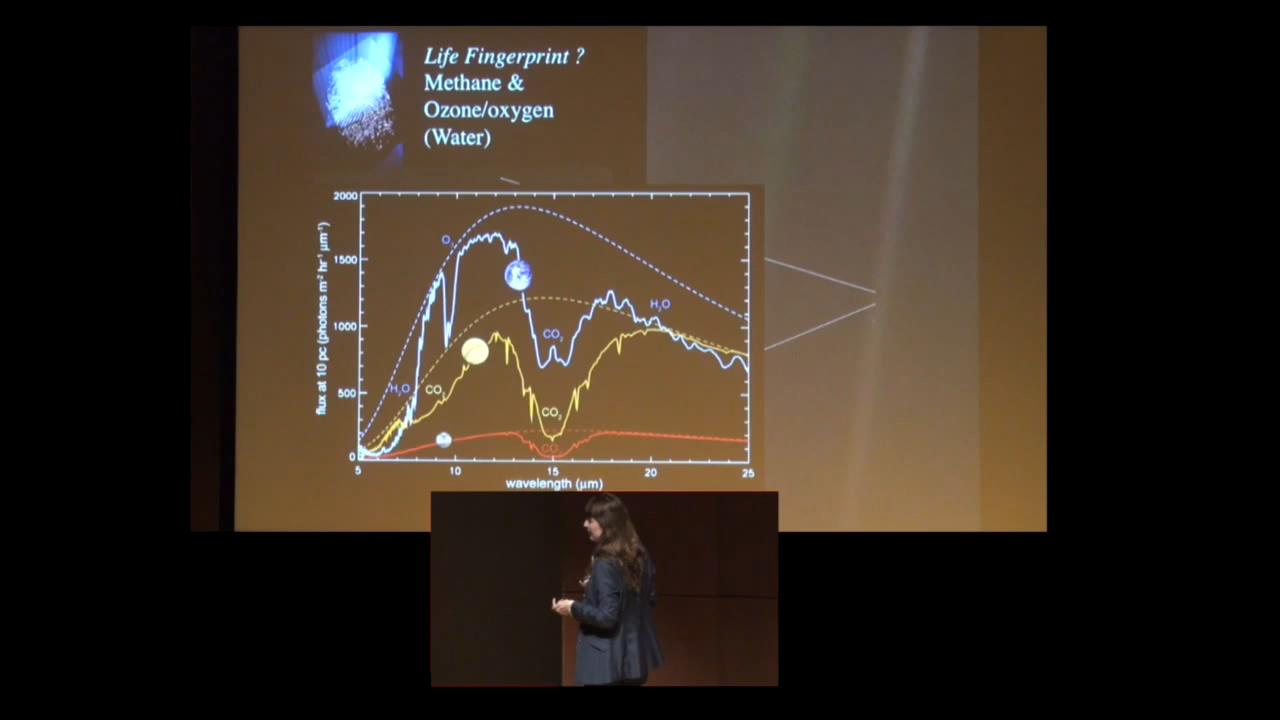 Life Fingerprint ?
Methane &
Ozone/oxygen
(Water)
2000
1500
1000
500
0
flux at 10 pc (photons m⁻² hr⁻¹ μm⁻¹)
O₃
H₂O
CO₂
CO₂
H₂O
CO₂
CO₂
5 10 15 20 25
wavelength (μm)